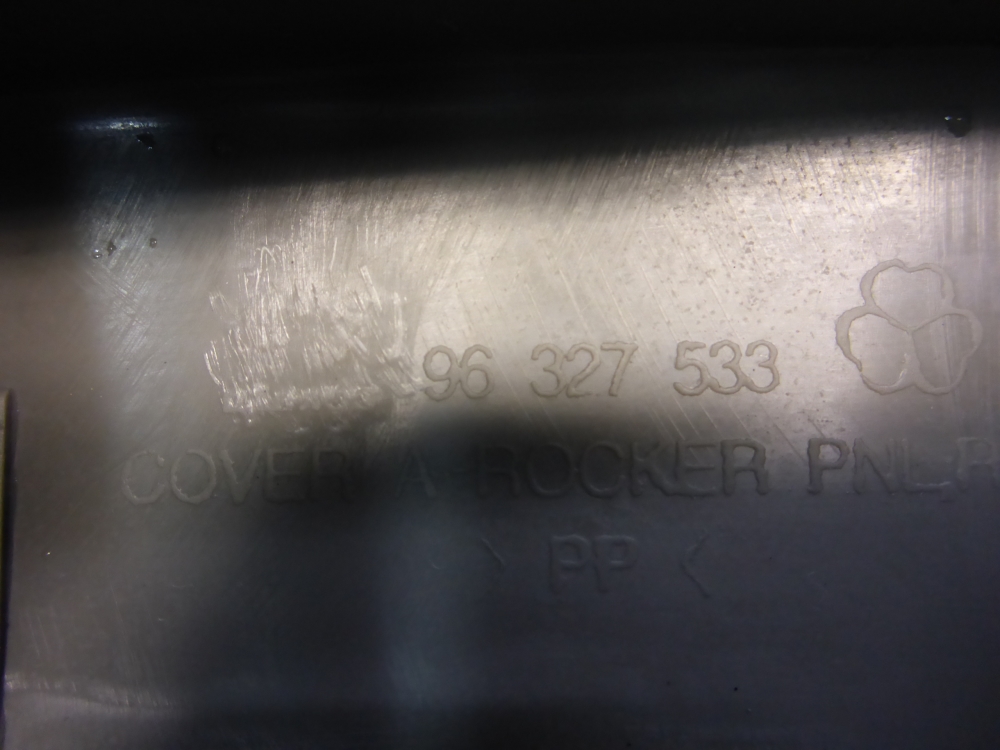 96 327 533
COVER A-ROCKER PNL,R
> PP <